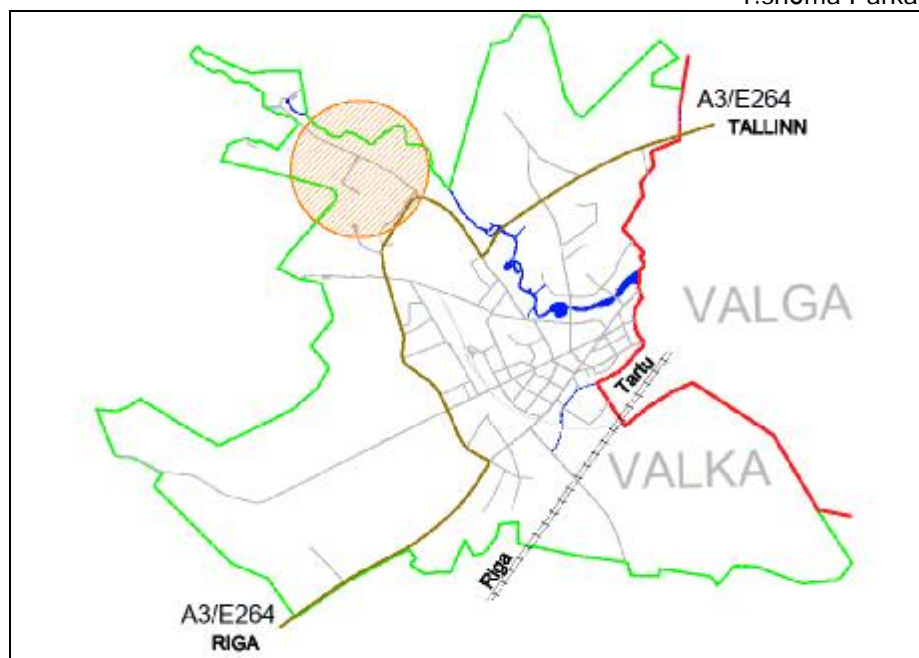 A3/E264
TALLINN
VALGA
Tartu
VALKA
Riga
A3/E264
RIGA